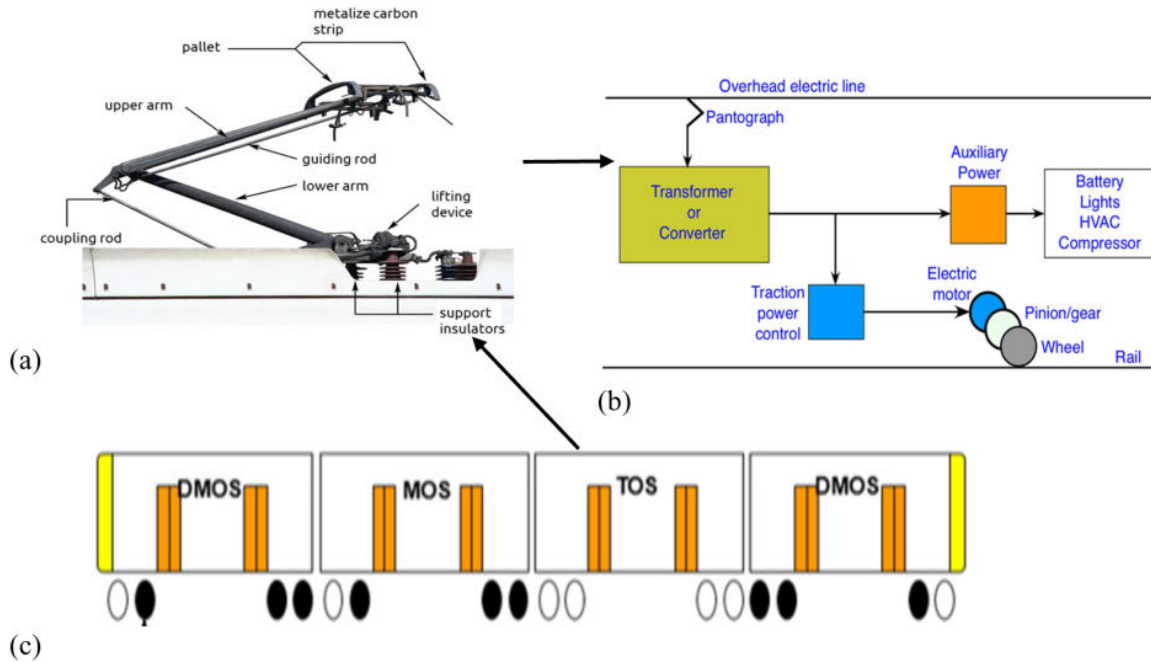 metalize carbon
strip
pallet
upper arm
guiding rod
lower arm
lifting
device
coupling rod
support
insulators
(a)
Overhead electric line
Pantograph
Transformer
or
Converter
Auxiliary
Power
Battery
Lights
HVAC
Compressor
Traction
power
control
Electric
motor
Pinion/gear
Wheel
Rail
(b)
DMOS
MOS
TOS
DMOS
(c)